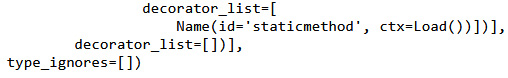 decorator_list=[
Name(id='staticmethod', ctx=Load())])],
decorator_list=[])],
type_ignores=[])